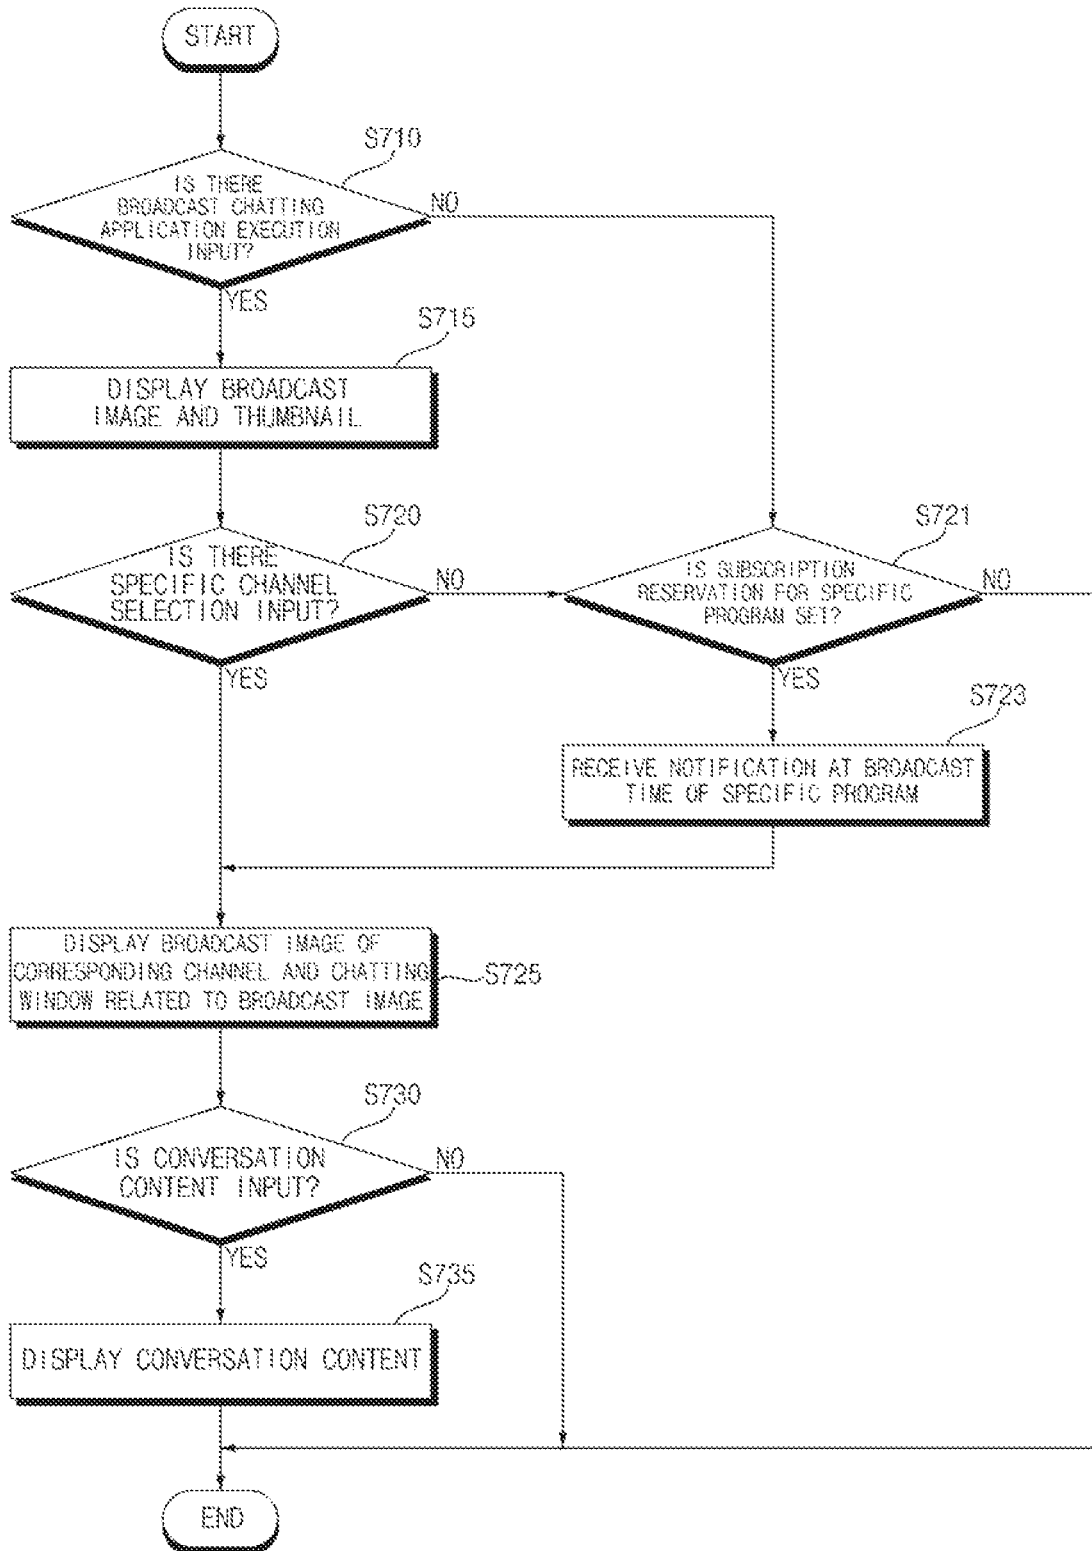 START
S710
IS THERE
BROADCAST CHATTING
APPLICATION EXECUTION
INPUT?
NO
YES
S715
DISPLAY BROADCAST
IMAGE AND THUMBNAIL
S720
IS THERE
SPECIFIC CHANNEL
SELECTION INPUT?
NO
YES
S721
IS SUBSCRIPTION
RESERVATION FOR SPECIFIC
PROGRAM SET?
NO
YES
S723
RECEIVE NOTIFICATION AT BROADCAST
TIME OF SPECIFIC PROGRAM
DISPLAY BROADCAST IMAGE OF
CORRESPONDING CHANNEL AND CHATTING
WINDOW RELATED TO BROADCAST IMAGE
S725
S730
IS CONVERSATION
CONTENT INPUT?
NO
YES
S735
DISPLAY CONVERSATION CONTENT
END